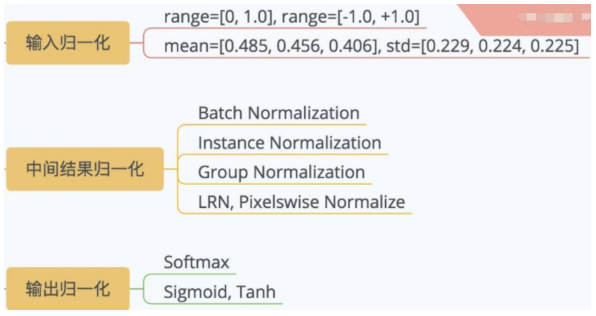 输入归一化
range=[0, 1.0], range=[-1.0, +1.0]
mean=[0.485, 0.456, 0.406], std=[0.229, 0.224, 0.225]
中间结果归一化
Batch Normalization
Instance Normalization
Group Normalization
LRN, Pixelswise Normalize
输出归一化
Softmax
Sigmoid, Tanh